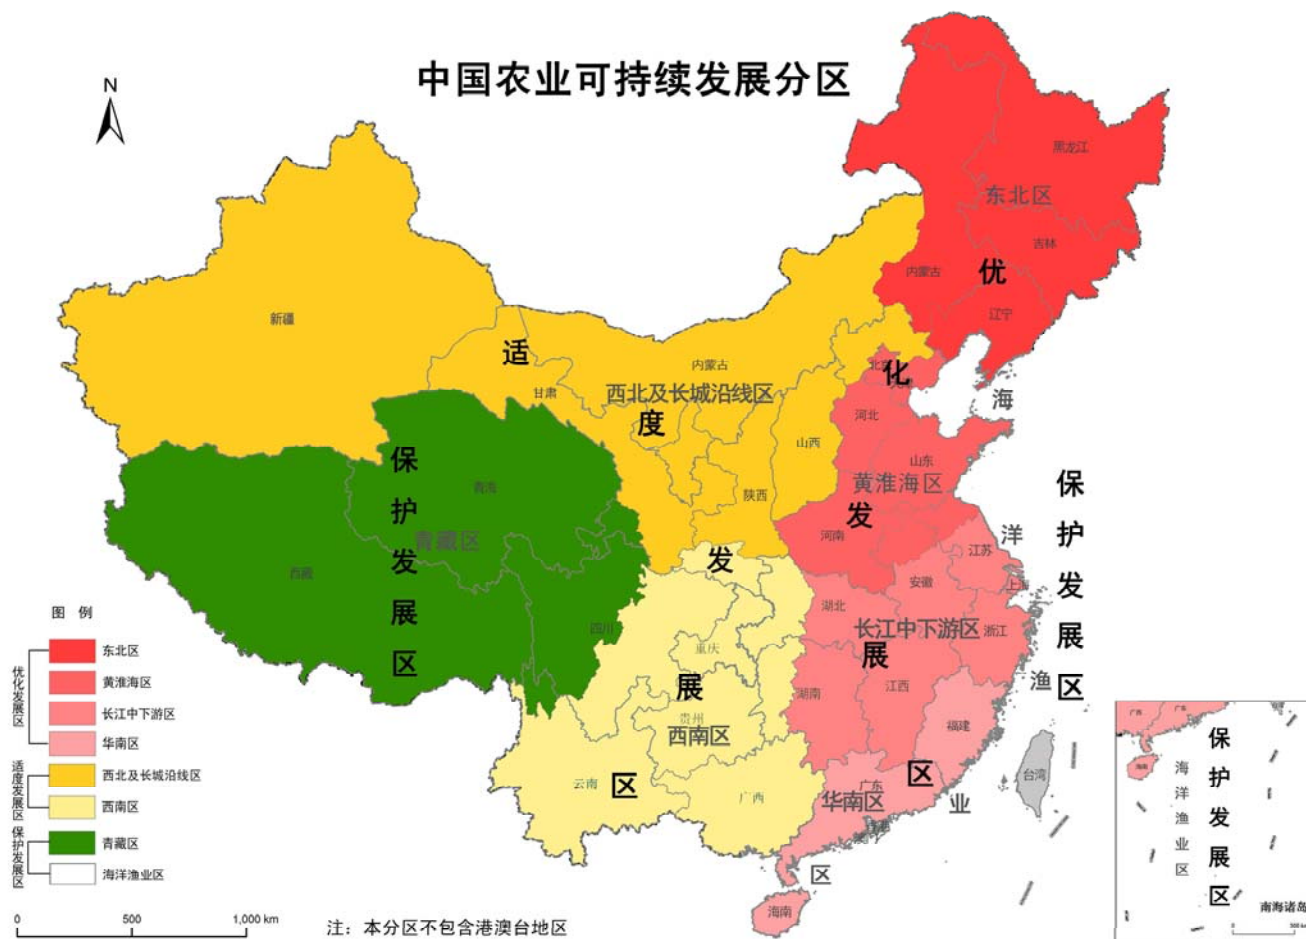 中国农业可持续发展分区
N
黑龙江
东北区
吉林
内蒙古
优
辽宁
新疆
适
内蒙古
北京
化
甘肃
西北及长城沿线区
海
度
河北
山西
保
山东
青海
黄淮海区
保
陕西
护
发
护
河南
洋
青藏区
江苏
发
发
发
西藏
安徽
上海
展
湖北
展
四川
长江中下游区
浙江
区
重庆
展
区
展
江西
渔
湖南
贵州
福建
西南区
区
台湾
云南
区
广西
广东
华南区
业
区
海南
图 例
优化发展区
东北区
黄淮海区
长江中下游区
华南区
适度发展区
西北及长城沿线区
西南区
保护发展区
青藏区
海洋渔业区
0 500 1,000 km
注：本分区不包含港澳台地区
广西
广东
海南
海洋渔业区
保护发展区
南海诸岛
0